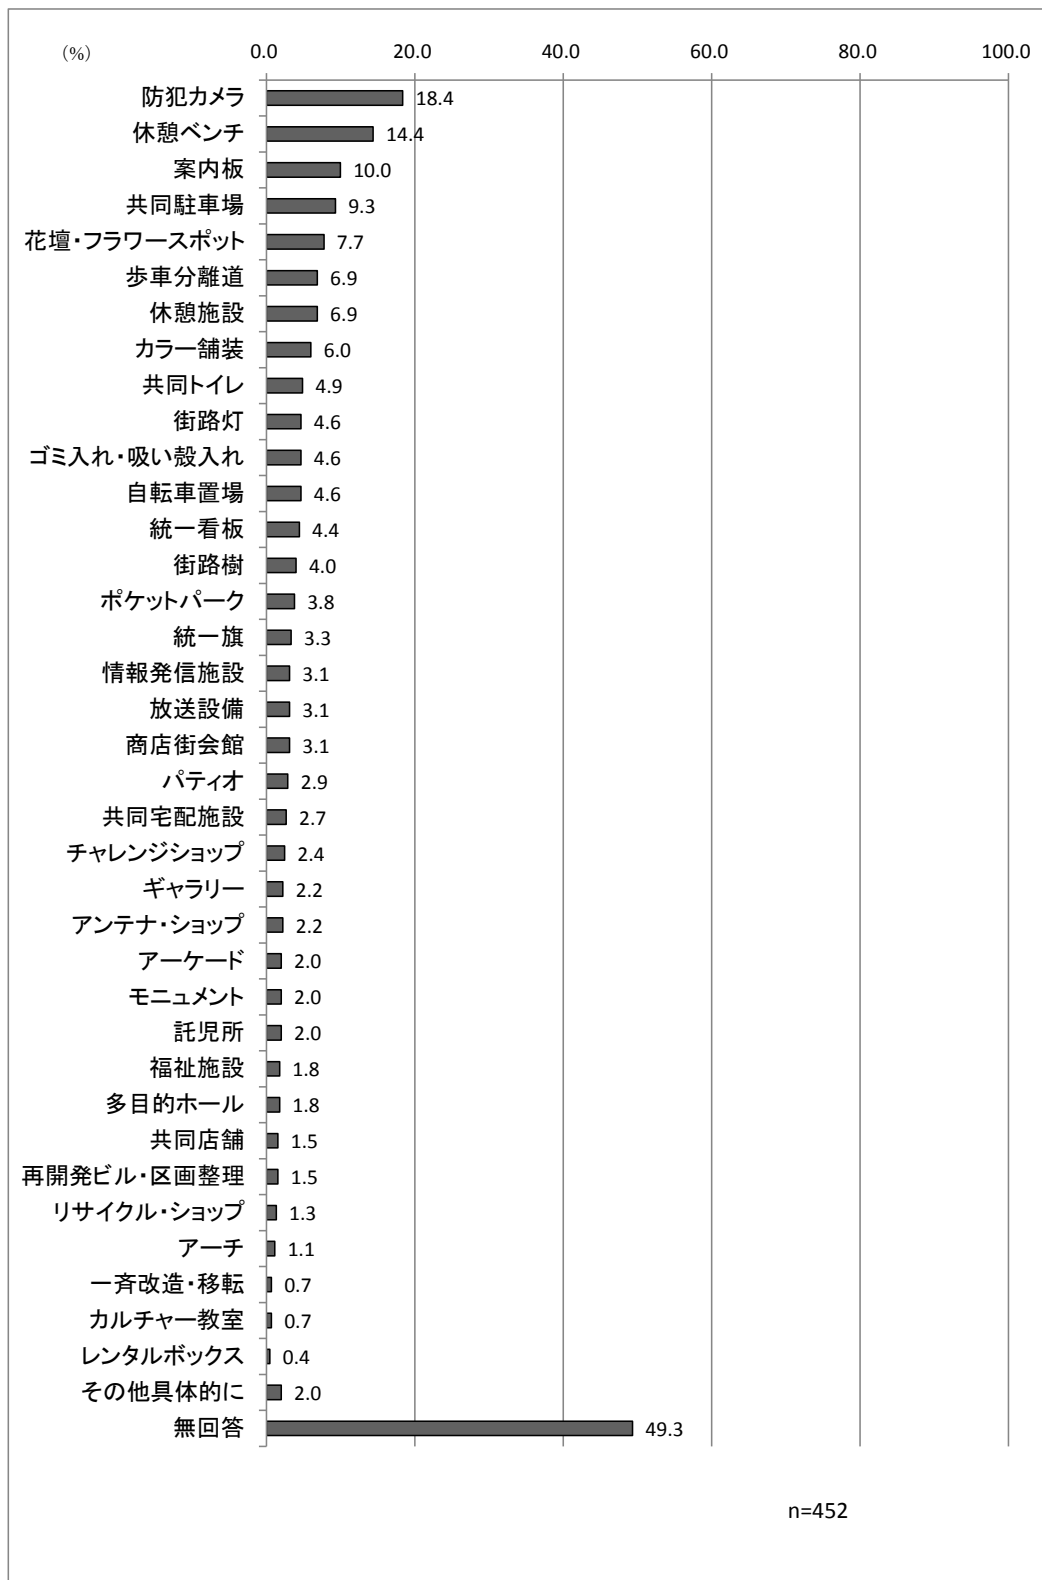 (%)
0.0 20.0 40.0 60.0 80.0 100.0
防犯カメラ 18.4
休憩ベンチ 14.4
案内板 10.0
共同駐車場 9.3
花壇・フラワースポット 7.7
歩車分離道 6.9
休憩施設 6.9
カラー舗装 6.0
共同トイレ 4.9
街路灯 4.6
ゴミ入れ・吸い殻入れ 4.6
自転車置場 4.6
統一看板 4.4
街路樹 4.0
ポケットパーク 3.8
統一旗 3.3
情報発信施設 3.1
放送設備 3.1
商店街会館 3.1
パティオ 2.9
共同宅配施設 2.7
チャレンジショップ 2.4
ギャラリー 2.2
アンテナ・ショップ 2.2
アーケード 2.0
モニュメント 2.0
託児所 2.0
福祉施設 1.8
多目的ホール 1.8
共同店舗 1.5
再開発ビル・区画整理 1.5
リサイクル・ショップ 1.3
アーチ 1.1
一斉改造・移転 0.7
カルチャー教室 0.7
レンタルボックス 0.4
その他具体的に 2.0
無回答 49.3
n=452